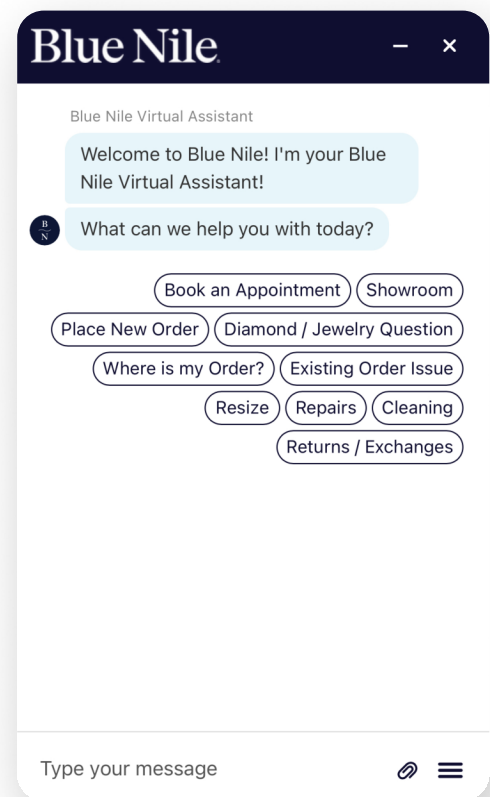 Blue Nile.
Blue Nile Virtual Assistant
Welcome to Blue Nile! I'm your Blue
Nile Virtual Assistant!
B
N
What can we help you with today?
Book an Appointment Showroom
Place New Order Diamond / Jewelry Question
Where is my Order? Existing Order Issue
Resize Repairs Cleaning
Returns / Exchanges
Type your message